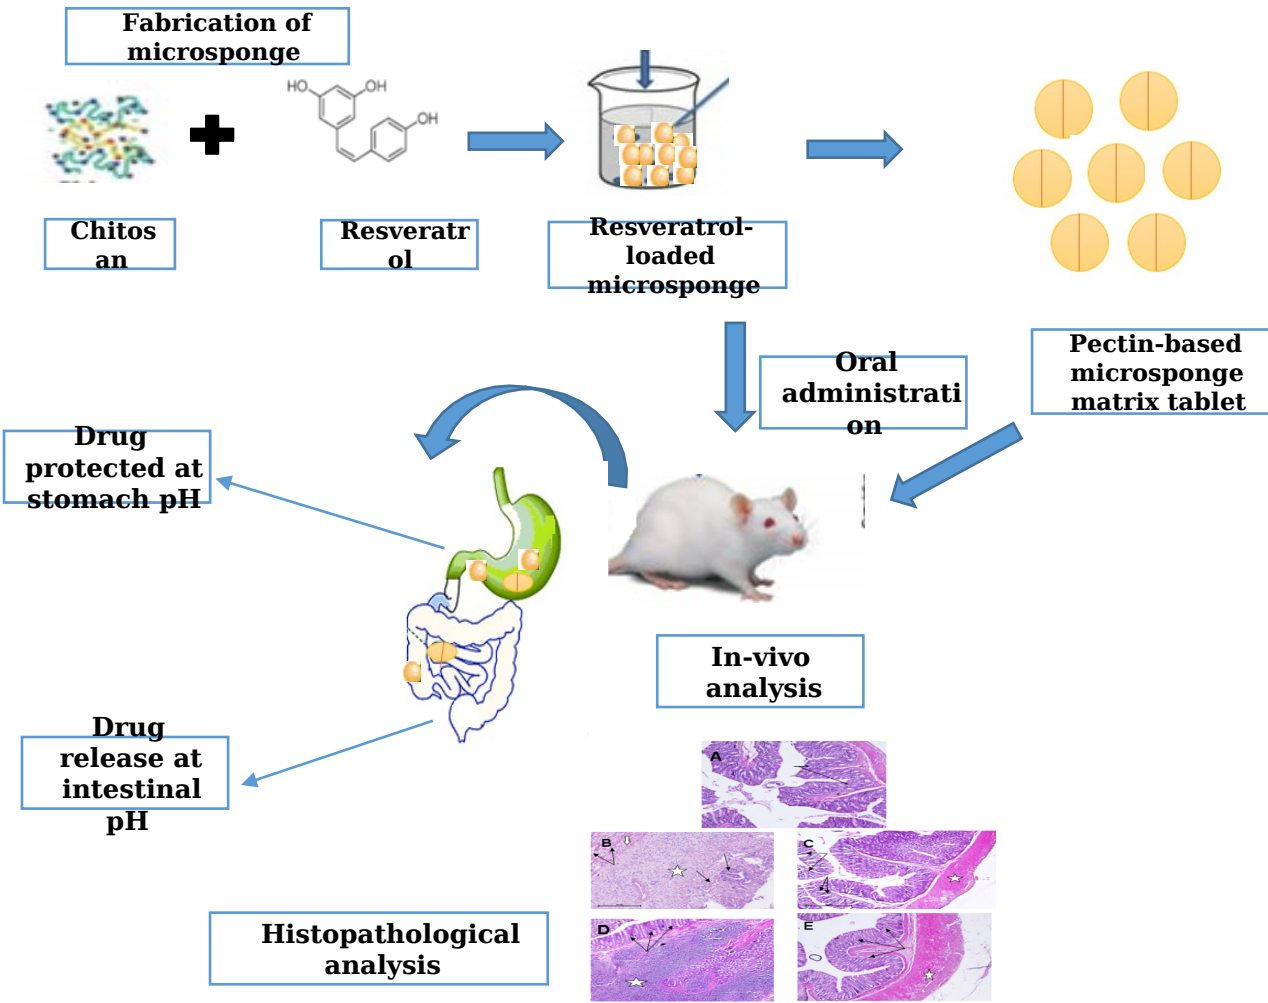 Fabrication of
microsponge
HO
OH
OH
Chitos
an
Resveratr
ol
Resveratrol-
loaded
microsponge
Oral
administrati
on
Pectin-based
microsponge
matrix tablet
Drug
protected at
stomach pH
In-vivo
analysis
Drug
release at
intestinal
pH
A
B
C
D
E
Histopathological
analysis